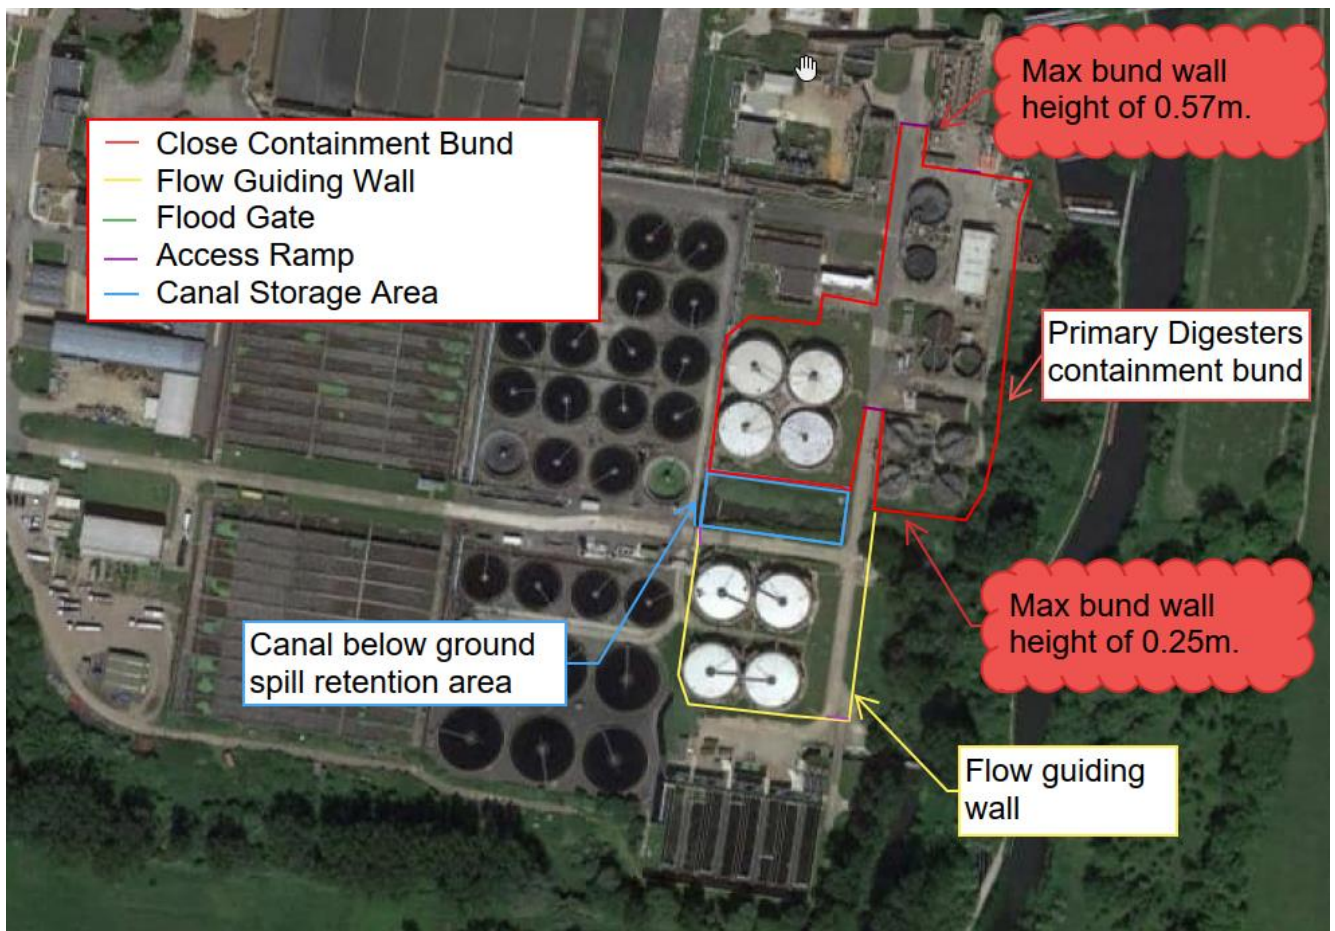 Max bund wall
height of 0.57m.
Close Containment Bund
Flow Guiding Wall
Flood Gate
Access Ramp
Canal Storage Area
Primary Digesters
containment bund
Max bund wall
height of 0.25m.
Canal below ground
spill retention area
Flow guiding
wall